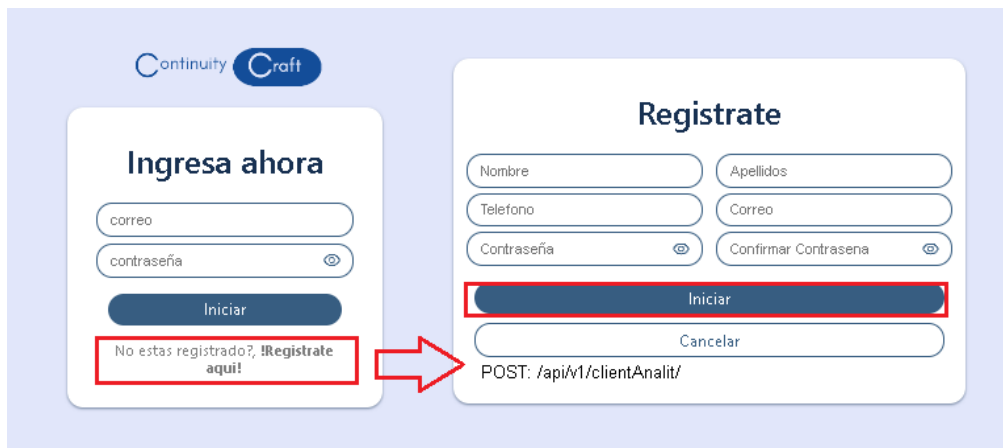 Continuity Craft
Ingresa ahora
correo
contraseña
Iniciar
No estas registrado?, !Registrate
aqui!
Registrate
Nombre
Apellidos
Telefono
Correo
Contraseña
Confirmar Contrasena
Iniciar
Cancelar
POST: /api/v1/clientAnalit/